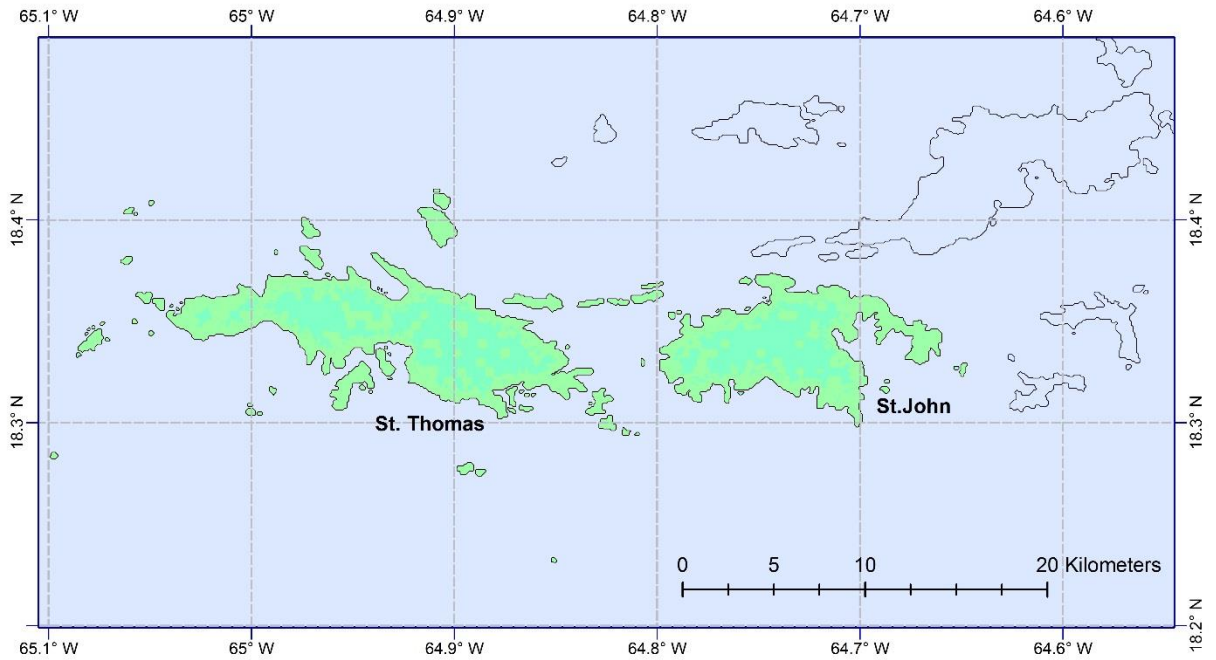 65.1° W 65° W 64.9° W 64.8° W 64.7° W 64.6° W
18.4° N 18.4° N
18.3° N 18.3° N
St.John
St. Thomas
0 5 10 20 Kilometers
18.2° N
65.1° W 65° W 64.9° W 64.8° W 64.7° W 64.6° W